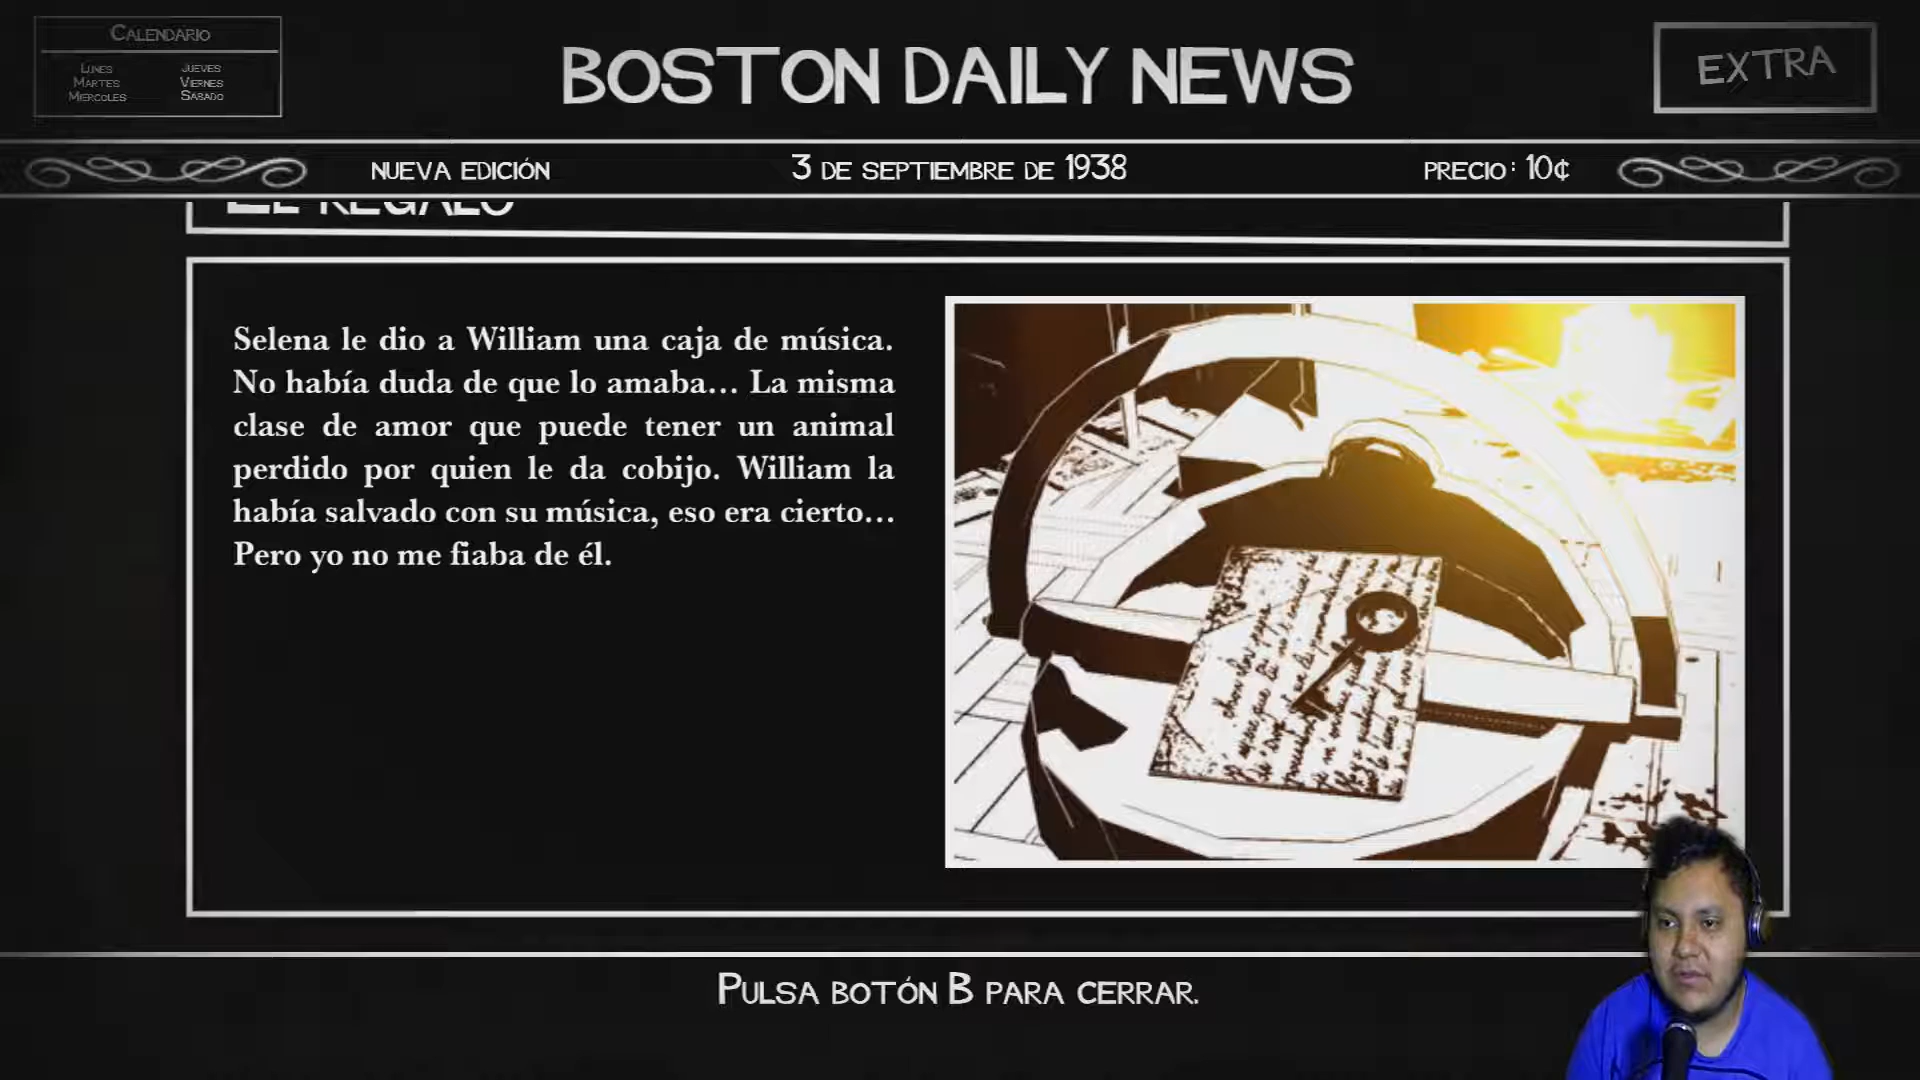 CALENDARIO
LUNES
MARTES
MIERCOLES
JUEVES
VIERNES
SABADO
BOSTON DAILY NEWS
EXTRA
NUEVA EDICIÓN
3 DE SEPTIEMBRE DE 1938
PRECIO: 10¢
EL REGALO
Selena le dio a William una caja de música.
No había duda de que lo amaba... La misma
clase de amor que puede tener un animal
perdido por quien le da cobijo. William la
había salvado con su música, eso era cierto...
Pero yo no me fiaba de él.
PULSA BOTÓN B PARA CERRAR.